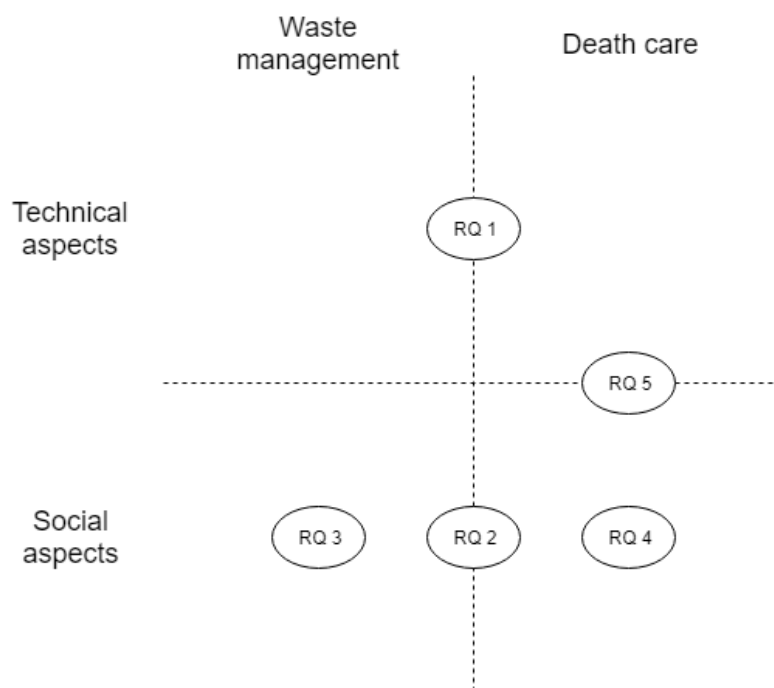 Waste
management
Death care
Technical
aspects
RQ 1
RQ 5
Social
aspects
RQ 3
RQ 2
RQ 4